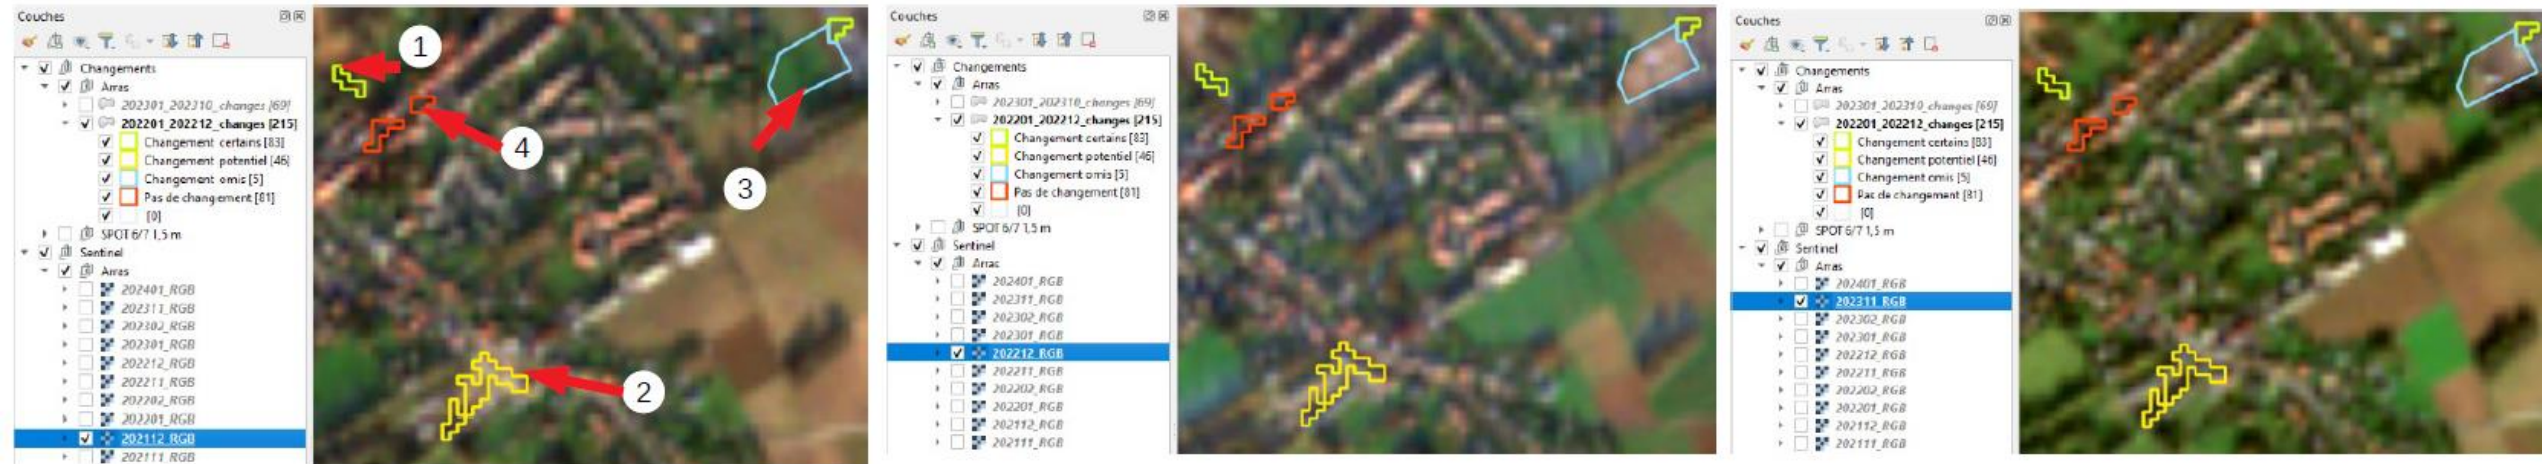 Couches
Changements
Arras
202301_202310_changes [69]
202201_202212_changes [215]
Changement certains [83]
Changement potentiel [46]
Changement omis [5]
Pas de changement [81]
[0]
SPOT 6/7 1,5 m
Sentinel
Arras
202401_RGB
202311_RGB
202302_RGB
202301_RGB
202212_RGB
202211_RGB
202202_RGB
202201_RGB
202112_RGB
202111_RGB
1
4
3
2
Couches
Changements
Arras
202301_202310_changes [69]
202201_202212_changes [215]
Changement certains [83]
Changement potentiel [46]
Changement omis [5]
Pas de changement [81]
[0]
SPOT 6/7 1,5 m
Sentinel
Arras
202401_RGB
202311_RGB
202302_RGB
202301_RGB
202212_RGB
202211_RGB
202202_RGB
202201_RGB
202112_RGB
202111_RGB
Couches
Changements
Arras
202301_202310_changes [69]
202201_202212_changes [215]
Changement certains [83]
Changement potentiel [46]
Changement omis [5]
Pas de changement [81]
[0]
SPOT 6/7 1,5 m
Sentinel
Arras
202401_RGB
202311_RGB
202302_RGB
202301_RGB
202212_RGB
202211_RGB
202202_RGB
202201_RGB
202112_RGB
202111_RGB